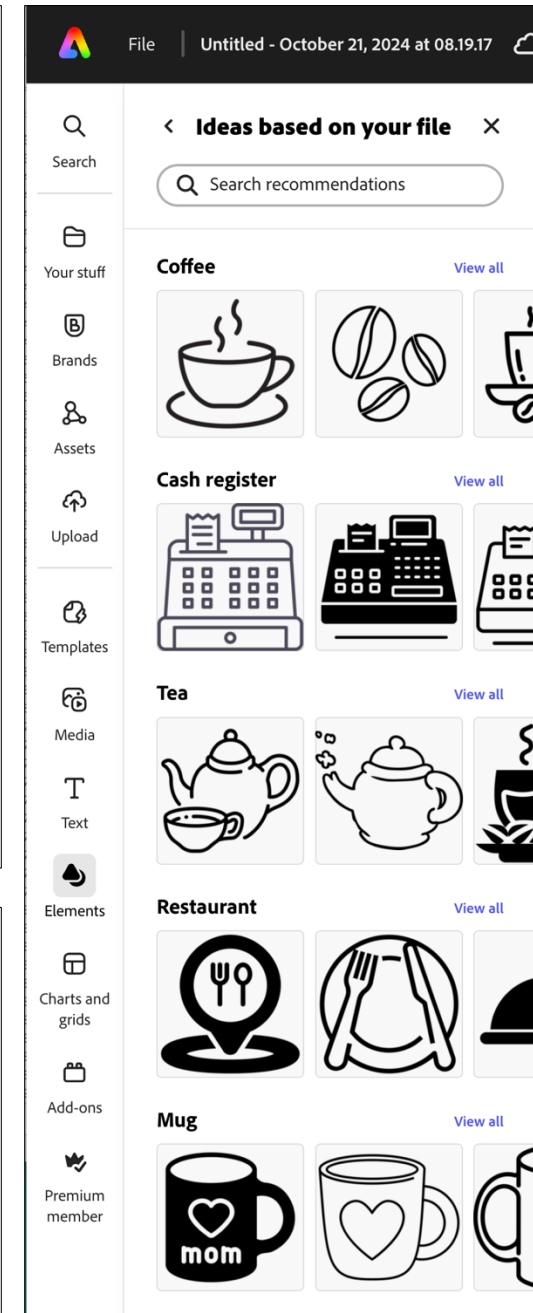 File
Untitled - October 21, 2024 at 08.19.17
Search
Your stuff
Brands
Assets
Upload
Templates
Media
Text
Elements
Charts and
grids
Add-ons
Premium
member
Ideas based on your file
Search recommendations
Coffee
View all
Cash register
View all
Tea
View all
Restaurant
View all
Mug
View all
mom